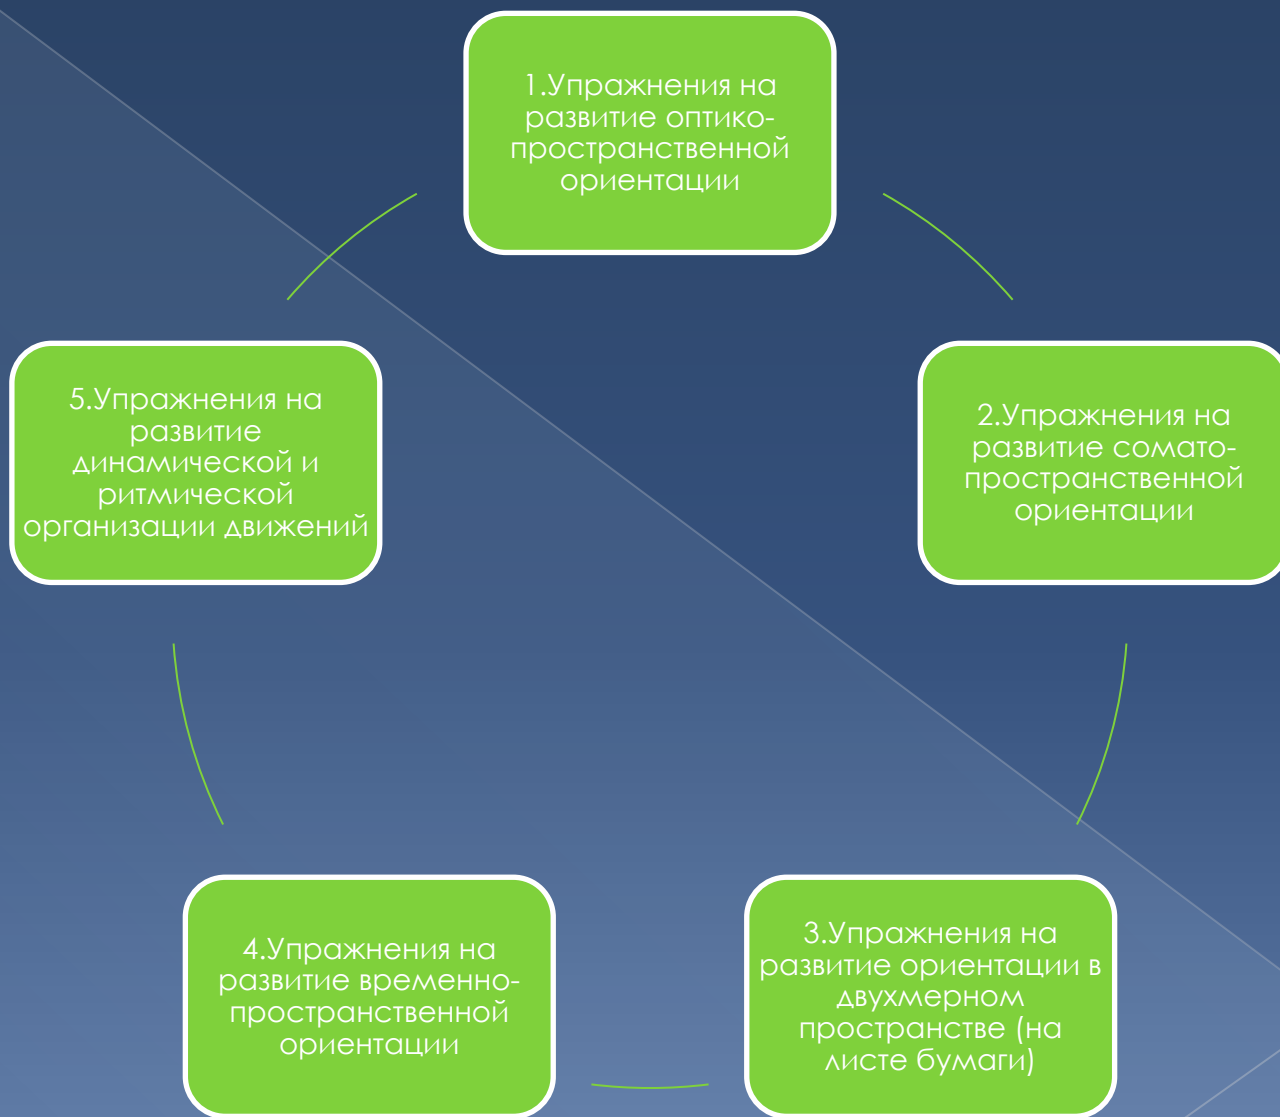 1.Упражнения на
развитие оптико-
пространственной
ориентации
2.Упражнения на
развитие сомато-
пространственной
ориентации
3.Упражнения на
развитие ориентации в
двухмерном
пространстве (на
листе бумаги)
4.Упражнения на
развитие временно-
пространственной
ориентации
5.Упражнения на
развитие
динамической и
ритмической
организации движений